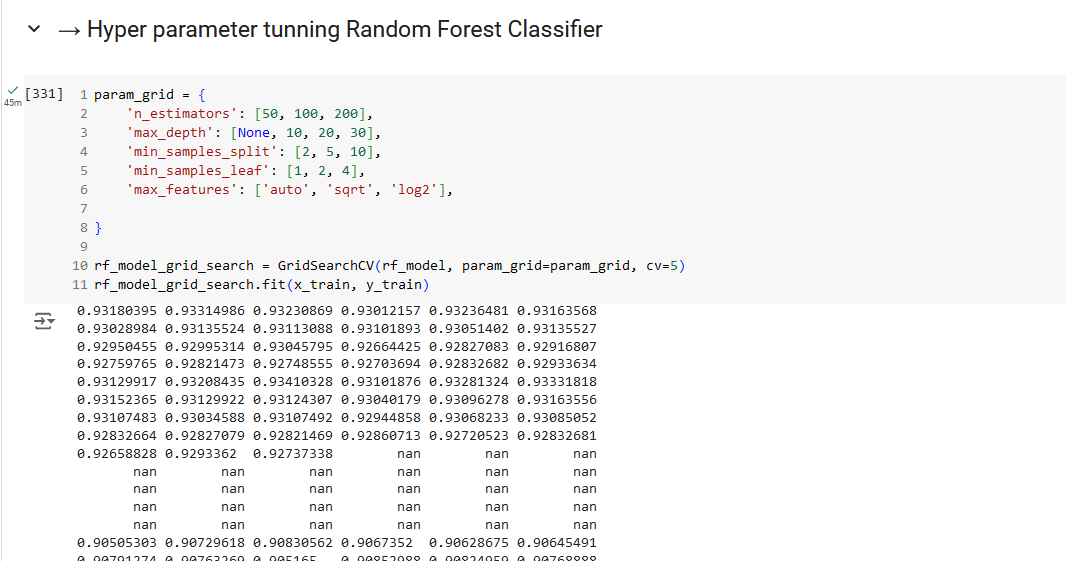 → Hyper parameter tunning Random Forest Classifier
45m [331] 1 param_grid = {
2     'n_estimators': [50, 100, 200],
3     'max_depth': [None, 10, 20, 30],
4     'min_samples_split': [2, 5, 10],
5     'min_samples_leaf': [1, 2, 4],
6     'max_features': ['auto', 'sqrt', 'log2'],
7
8 }
9
10 rf_model_grid_search = GridSearchCV(rf_model, param_grid=param_grid, cv=5)
11 rf_model_grid_search.fit(x_train, y_train)
0.93180395 0.93314986 0.93230869 0.93012157 0.93236481 0.93163568
0.93028984 0.93135524 0.93113088 0.93101893 0.93051402 0.93135527
0.92950455 0.92995314 0.93045795 0.92664425 0.92827083 0.92916807
0.92759765 0.92821473 0.92748555 0.92703694 0.92832682 0.92933634
0.93129917 0.93208435 0.93410328 0.93101876 0.93281324 0.93331818
0.93152365 0.93129922 0.93124307 0.93040179 0.93096278 0.93163556
0.93107483 0.93034588 0.93107492 0.92944858 0.93068233 0.93085052
0.92832664 0.92827079 0.92821469 0.92860713 0.92720523 0.92832681
0.92658828 0.9293362 0.92737338 nan nan nan
nan nan nan nan nan nan
nan nan nan nan nan nan
nan nan nan nan nan nan
nan nan nan nan nan nan
0.90505303 0.90729618 0.90830562 0.9067352 0.90628675 0.90645491